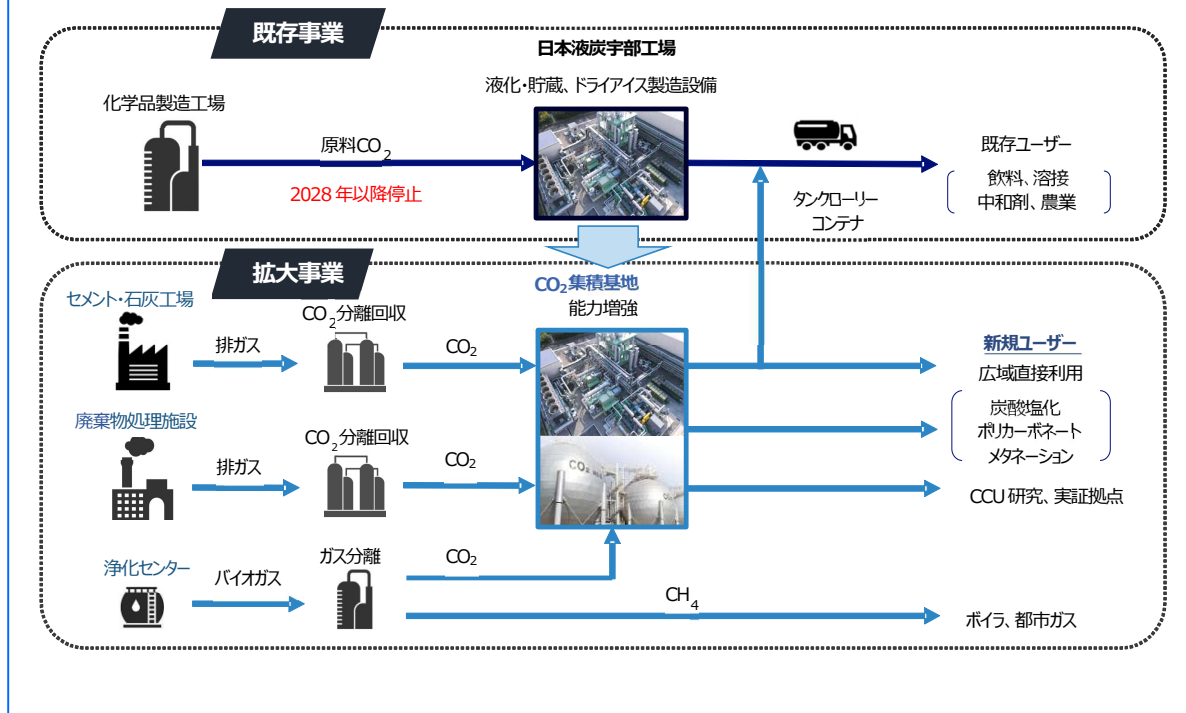 既存事業
日本液炭宇部工場
液化・貯蔵、ドライアイス製造設備
化学品製造工場
原料CO2
2028年以降停止
タンクローリー
コンテナ
既存ユーザー
飲料、溶接
中和剤、農業
拡大事業
CO2集積基地
能力増強
セメント・石灰工場
排ガス
CO2分離回収
CO2
新規ユーザー
広域直接利用
炭酸塩化
ポリカーボネート
メタネーション
廃棄物処理施設
排ガス
CO2分離回収
CO2
CCU研究、実証拠点
浄化センター
バイオガス
ガス分離
CO2
CH4
ボイラ、都市ガス